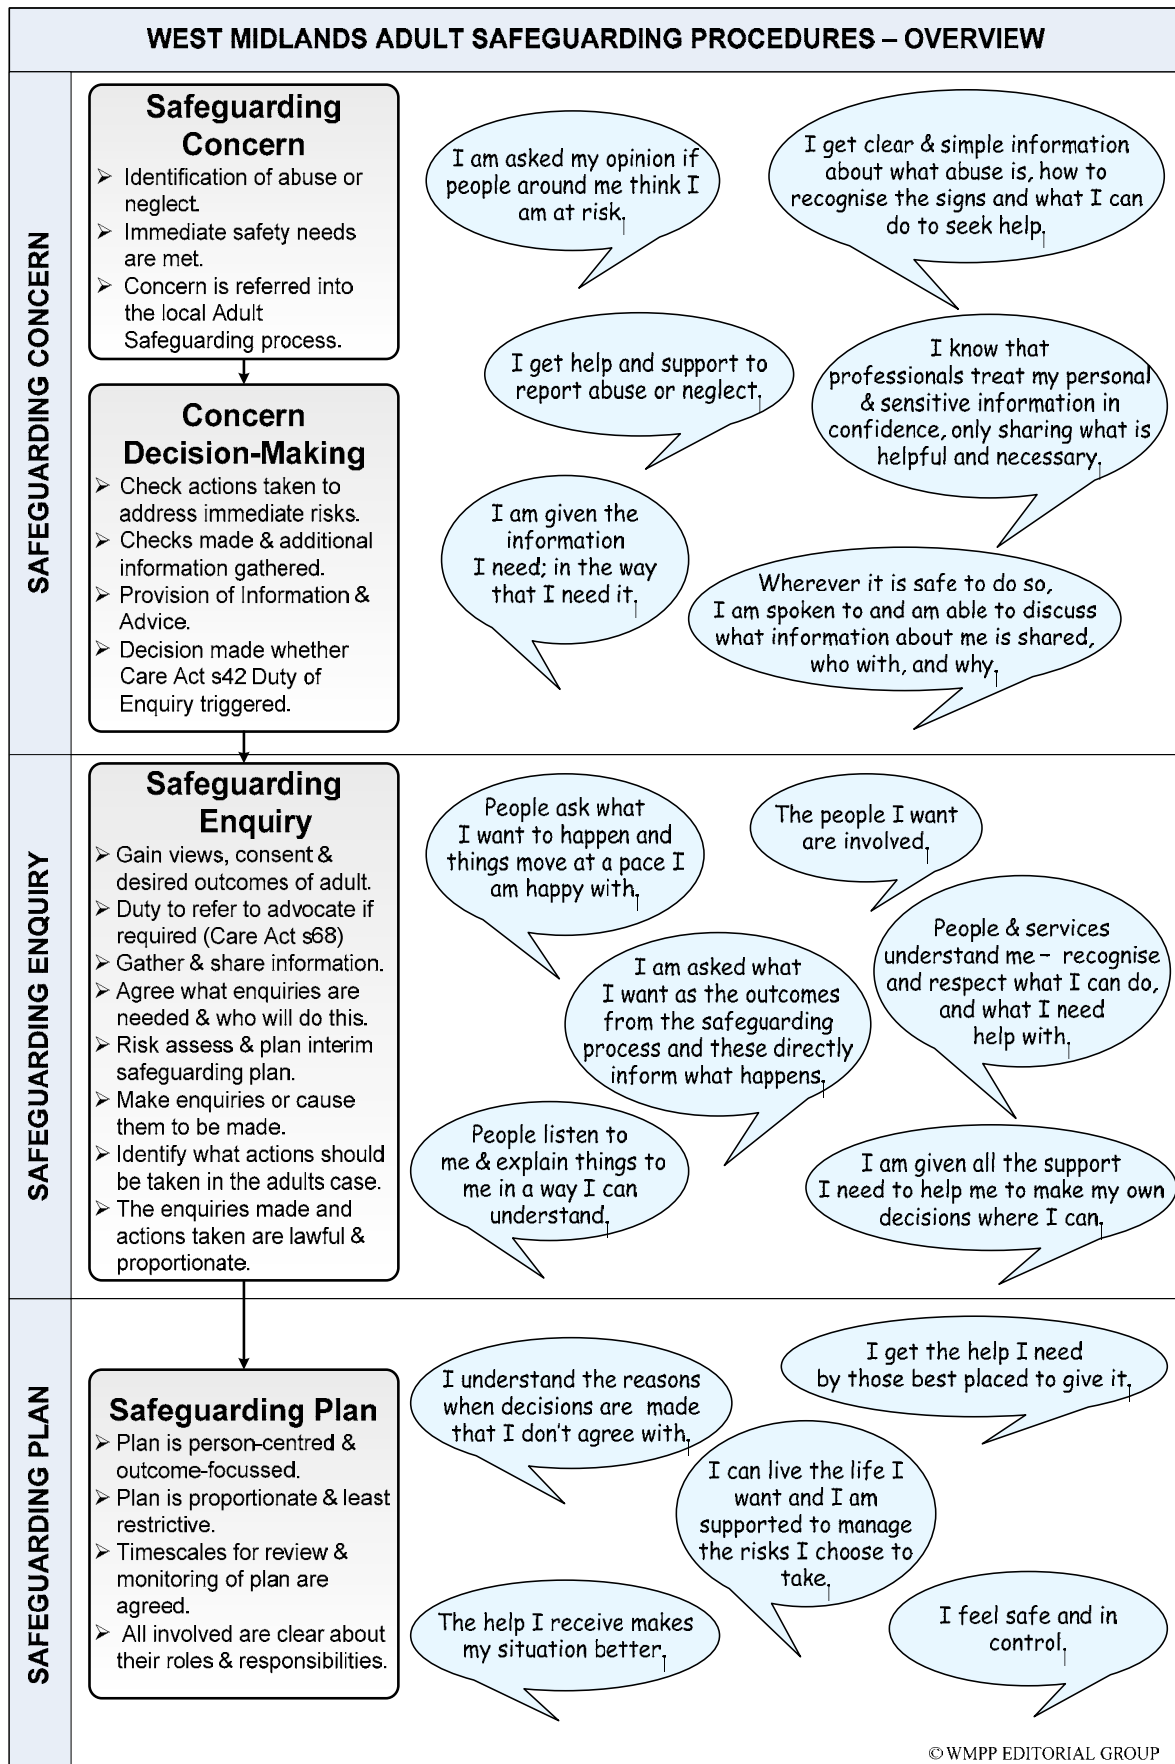 WEST MIDLANDS ADULT SAFEGUARDING PROCEDURES – OVERVIEW
SAFEGUARDING CONCERN
Safeguarding
Concern
➢ Identification of abuse or
neglect.
➢ Immediate safety needs
are met.
➢ Concern is referred into
the local Adult
Safeguarding process.
Concern
Decision-Making
➢ Check actions taken to
address immediate risks.
➢ Checks made & additional
information gathered.
➢ Provision of Information &
Advice.
➢ Decision made whether
Care Act s42 Duty of
Enquiry triggered.
I am asked my opinion if
people around me think I
am at risk.
I get clear & simple information
about what abuse is, how to
recognise the signs and what I can
do to seek help.
I get help and support to
report abuse or neglect.
I know that
professionals treat my personal
& sensitive information in
confidence, only sharing what is
helpful and necessary.
I am given the
information
I need; in the way
that I need it.
Wherever it is safe to do so,
I am spoken to and am able to discuss
what information about me is shared,
who with, and why.
SAFEGUARDING ENQUIRY
Safeguarding
Enquiry
➢ Gain views, consent &
desired outcomes of adult.
➢ Duty to refer to advocate if
required (Care Act s68)
➢ Gather & share information.
➢ Agree what enquiries are
needed & who will do this.
➢ Risk assess & plan interim
safeguarding plan.
➢ Make enquiries or cause
them to be made.
➢ Identify what actions should
be taken in the adults case.
➢ The enquiries made and
actions taken are lawful &
proportionate.
People ask what
I want to happen and
things move at a pace I
am happy with.
The people I want
are involved.
I am asked what
I want as the outcomes
from the safeguarding
process and these directly
inform what happens.
People & services
understand me – recognise
and respect what I can do,
and what I need
help with.
People listen to
me & explain things to
me in a way I can
understand.
I am given all the support
I need to help me to make my own
decisions where I can.
SAFEGUARDING PLAN
Safeguarding Plan
➢ Plan is person-centred &
outcome-focussed.
➢ Plan is proportionate & least
restrictive.
➢ Timescales for review &
monitoring of plan are
agreed.
➢ All involved are clear about
their roles & responsibilities.
I understand the reasons
when decisions are made
that I don't agree with.
I get the help I need
by those best placed to give it.
I can live the life I
want and I am
supported to manage
the risks I choose to
take.
The help I receive makes
my situation better.
I feel safe and in
control.
© WMPP EDITORIAL GROUP